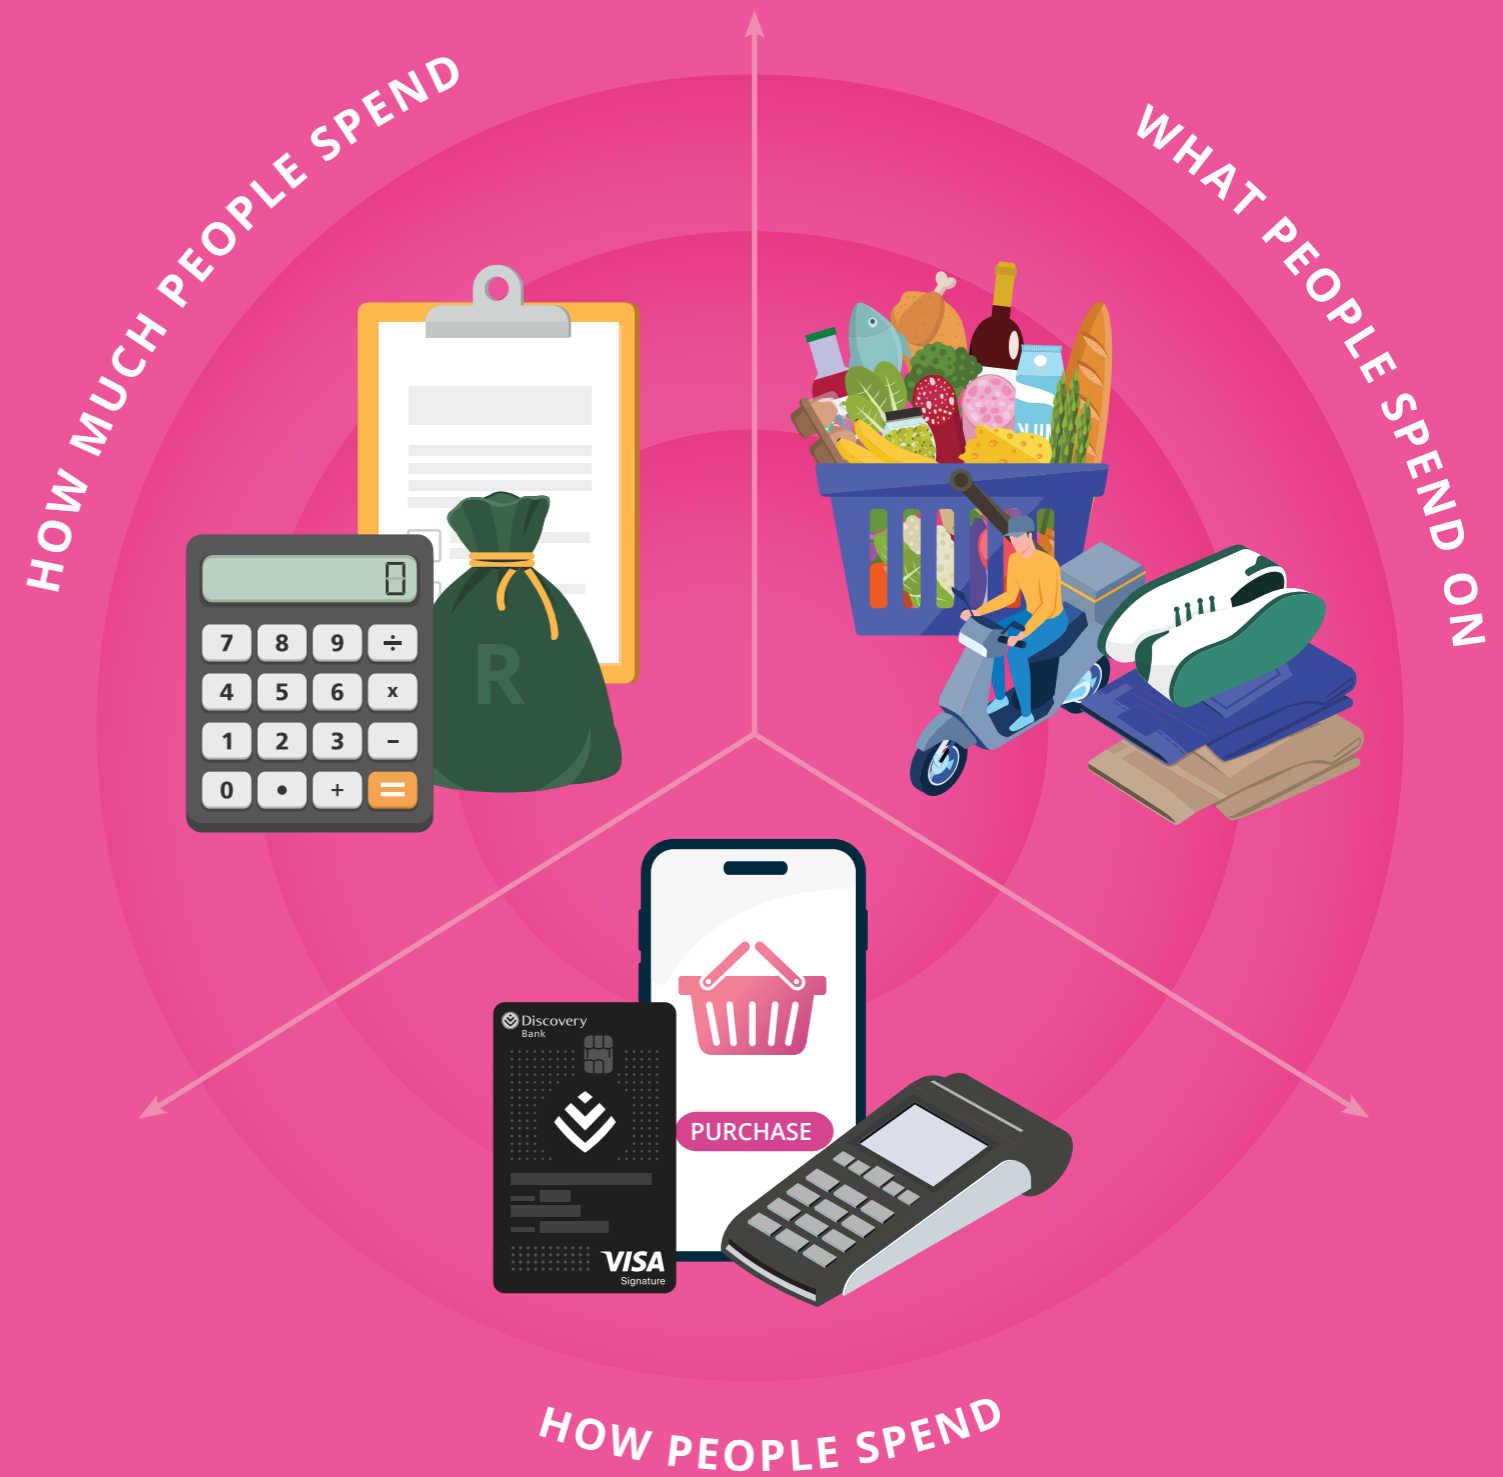 HOW MUCH PEOPLE SPEND
WHAT PEOPLE SPEND ON
0
7 8 9 ÷
4 5 6 x
1 2 3 −
0 • + =
R
Discovery
Bank
PURCHASE
VISA
Signature
HOW PEOPLE SPEND